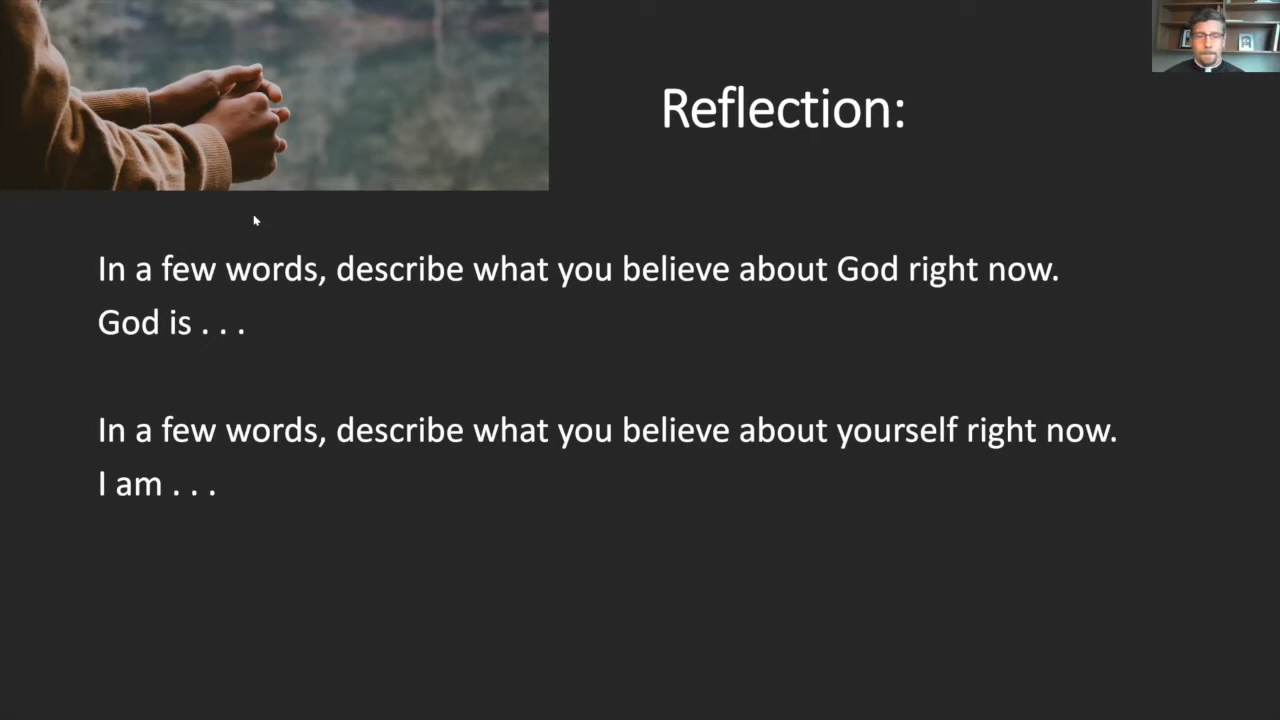 Reflection:
In a few words, describe what you believe about God right now.
God is . . .
In a few words, describe what you believe about yourself right now.
I am . . .